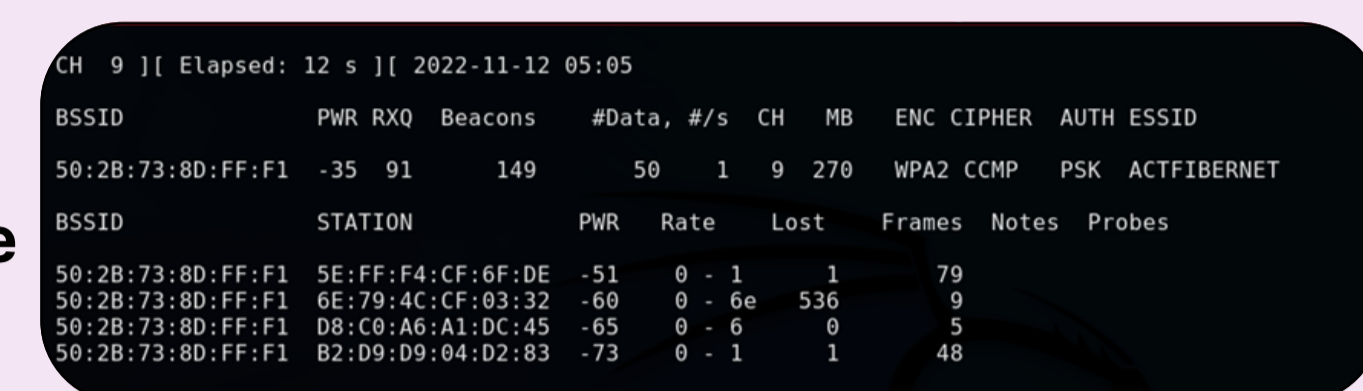 CH 9 ][ Elapsed: 12 s ][ 2022-11-12 05:05
BSSID PWR RXQ Beacons #Data, #/s CH MB ENC CIPHER AUTH ESSID
50:2B:73:8D:FF:F1 -35 91 149 50 1 9 270 WPA2 CCMP PSK ACTFIBERNET
e
BSSID STATION PWR Rate Lost Frames Notes Probes
50:2B:73:8D:FF:F1 5E:FF:F4:CF:6F:DE -51 0 - 1 1 79
50:2B:73:8D:FF:F1 6E:79:4C:CF:03:32 -60 0 - 6e 536 9
50:2B:73:8D:FF:F1 D8:C0:A6:A1:DC:45 -65 0 - 6 0 5
50:2B:73:8D:FF:F1 B2:D9:D9:04:D2:83 -73 0 - 1 1 48